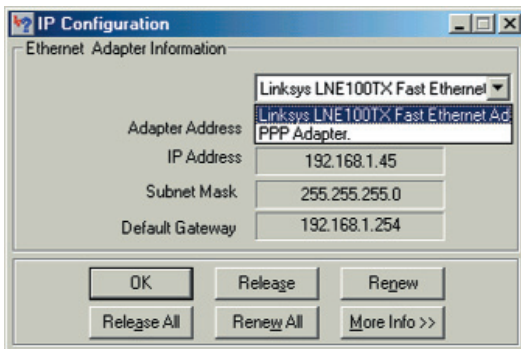 IP Configuration
Ethernet Adapter Information
Linksys LNE100TX Fast Ethernet
Linksys LNE100TX Fast Ethernet Ad
PPP Adapter.
Adapter Address
IP Address 192.168.1.45
Subnet Mask 255.255.255.0
Default Gateway 192.168.1.254
OK Release Renew
Release All Renew All More Info >>